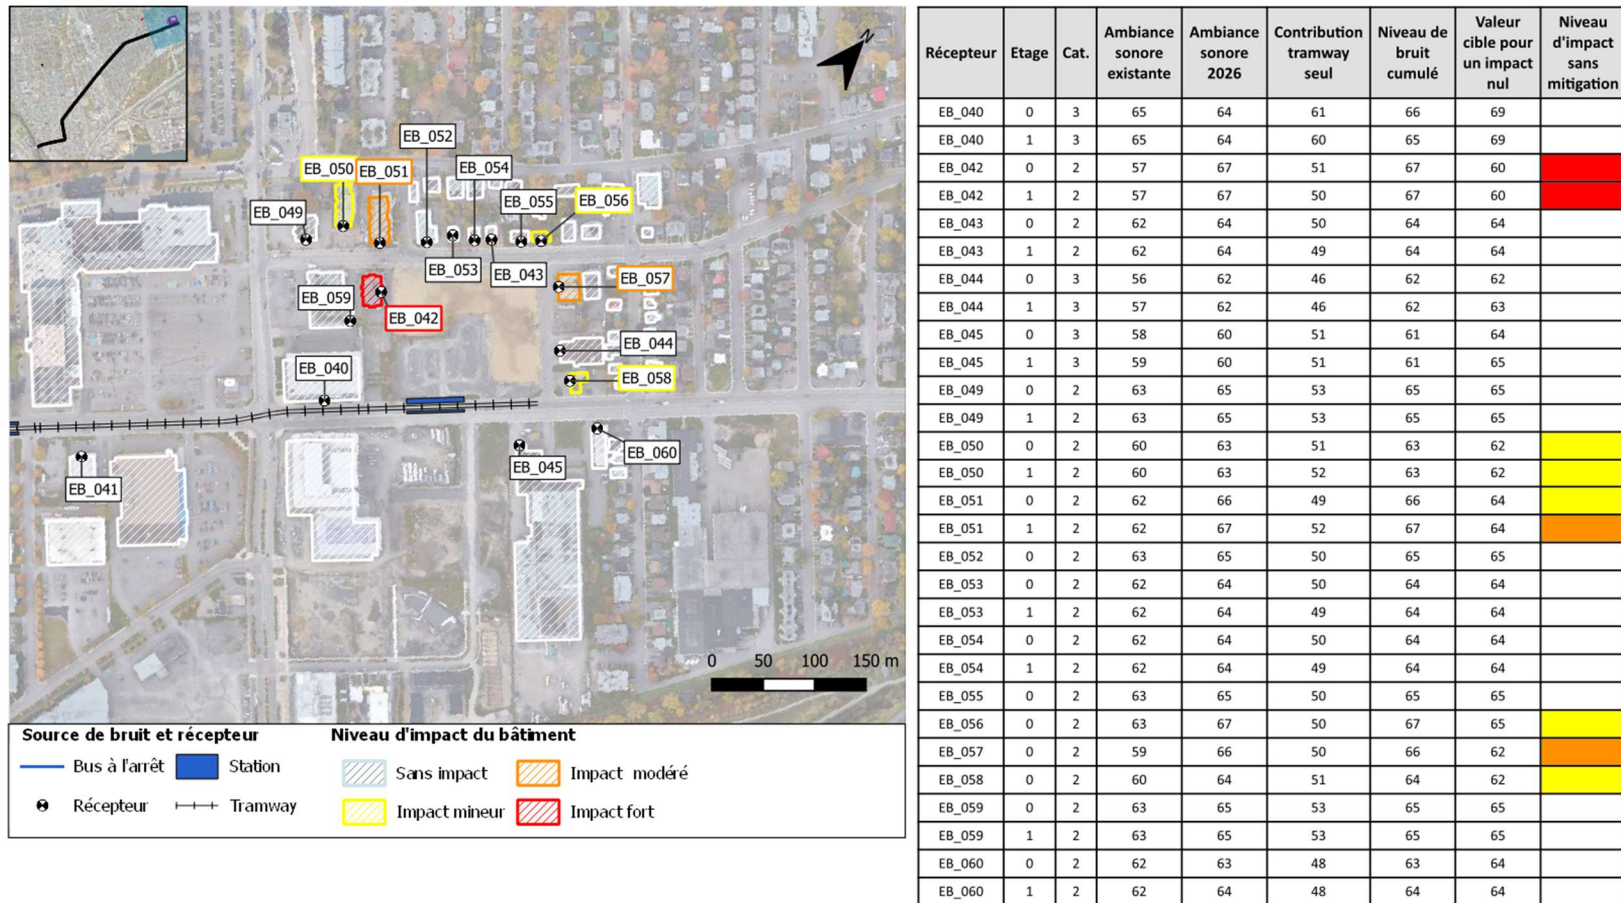 N
EB_052
EB_054
EB_050
EB_051
EB_055
EB_056
EB_049
EB_053
EB_043
EB_057
EB_059
EB_042
EB_044
EB_040
EB_058
EB_060
EB_045
EB_041
0 50 100 150 m
Source de bruit et récepteur
Bus à l'arrêt Station
Récepteur Tramway
Niveau d'impact du bâtiment
Sans impact Impact modéré
Impact mineur Impact fort
Récepteur Etage Cat. Ambiance sonore existante Ambiance sonore 2026 Contribution tramway seul Niveau de bruit cumulé Valeur cible pour un impact nul Niveau d'impact sans mitigation
EB_040 0 3 65 64 61 66 69
EB_040 1 3 65 64 60 65 69
EB_042 0 2 57 67 51 67 60
EB_042 1 2 57 67 50 67 60
EB_043 0 2 62 64 50 64 64
EB_043 1 2 62 64 49 64 64
EB_044 0 3 56 62 46 62 62
EB_044 1 3 57 62 46 62 63
EB_045 0 3 58 60 51 61 64
EB_045 1 3 59 60 51 61 65
EB_049 0 2 63 65 53 65 65
EB_049 1 2 63 65 53 65 65
EB_050 0 2 60 63 51 63 62
EB_050 1 2 60 63 52 63 62
EB_051 0 2 62 66 49 66 64
EB_051 1 2 62 67 52 67 64
EB_052 0 2 63 65 50 65 65
EB_053 0 2 62 64 50 64 64
EB_053 1 2 62 64 49 64 64
EB_054 0 2 62 64 50 64 64
EB_054 1 2 62 64 49 64 64
EB_055 0 2 63 65 50 65 65
EB_056 0 2 63 67 50 67 65
EB_057 0 2 59 66 50 66 62
EB_058 0 2 60 64 51 64 62
EB_059 0 2 63 65 53 65 65
EB_059 1 2 63 65 53 65 65
EB_060 0 2 62 63 48 63 64
EB_060 1 2 62 64 48 64 64